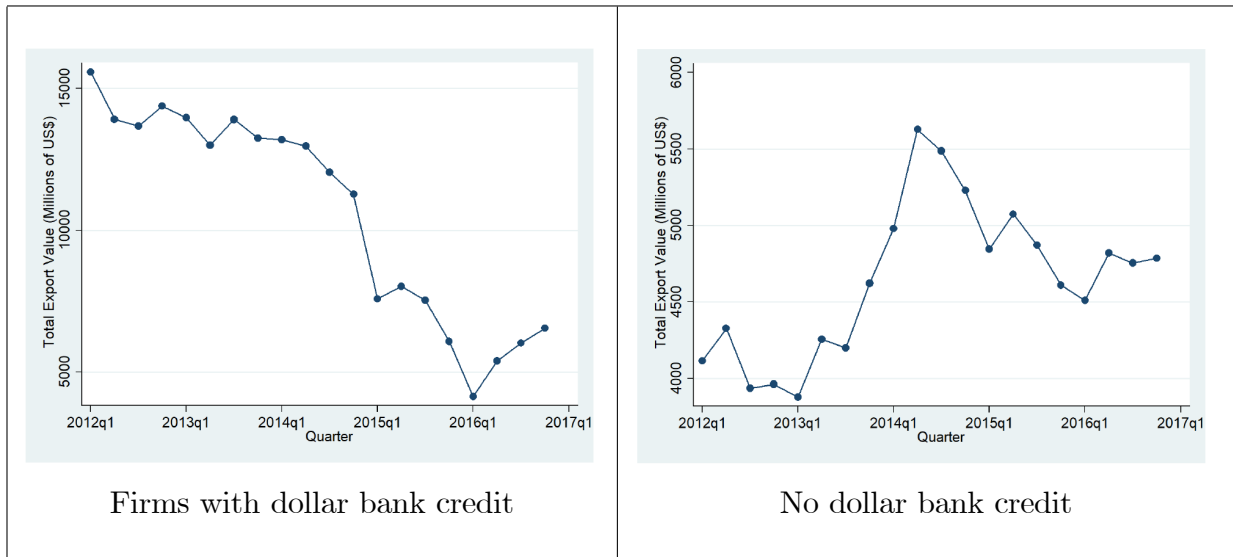 Total Export Value (Millions of US$)
15000
10000
5000
2012q1 2013q1 2014q1 2015q1 2016q1 2017q1
Quarter
Firms with dollar bank credit
Total Export Value (Millions of US$)
6000
5500
5000
4500
4000
2012q1 2013q1 2014q1 2015q1 2016q1 2017q1
Quarter
No dollar bank credit